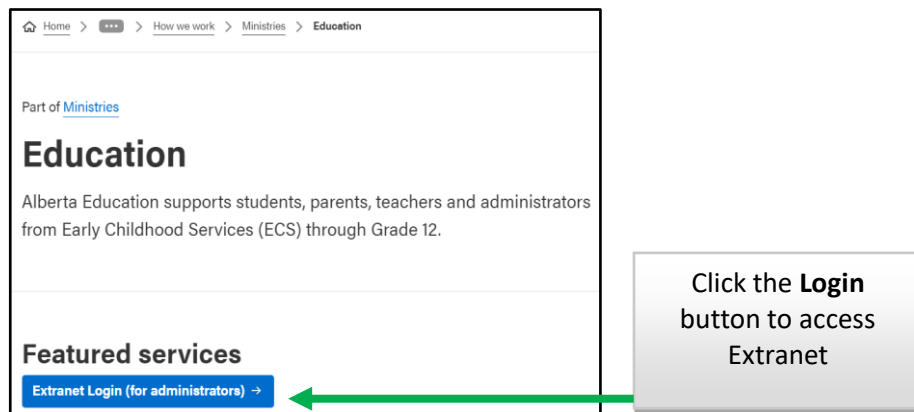 Home > ... > How we work > Ministries > Education
Part of Ministries
Education
Alberta Education supports students, parents, teachers and administrators
from Early Childhood Services (ECS) through Grade 12.
Featured services
Extranet Login (for administrators) →
Click the Login
button to access
Extranet